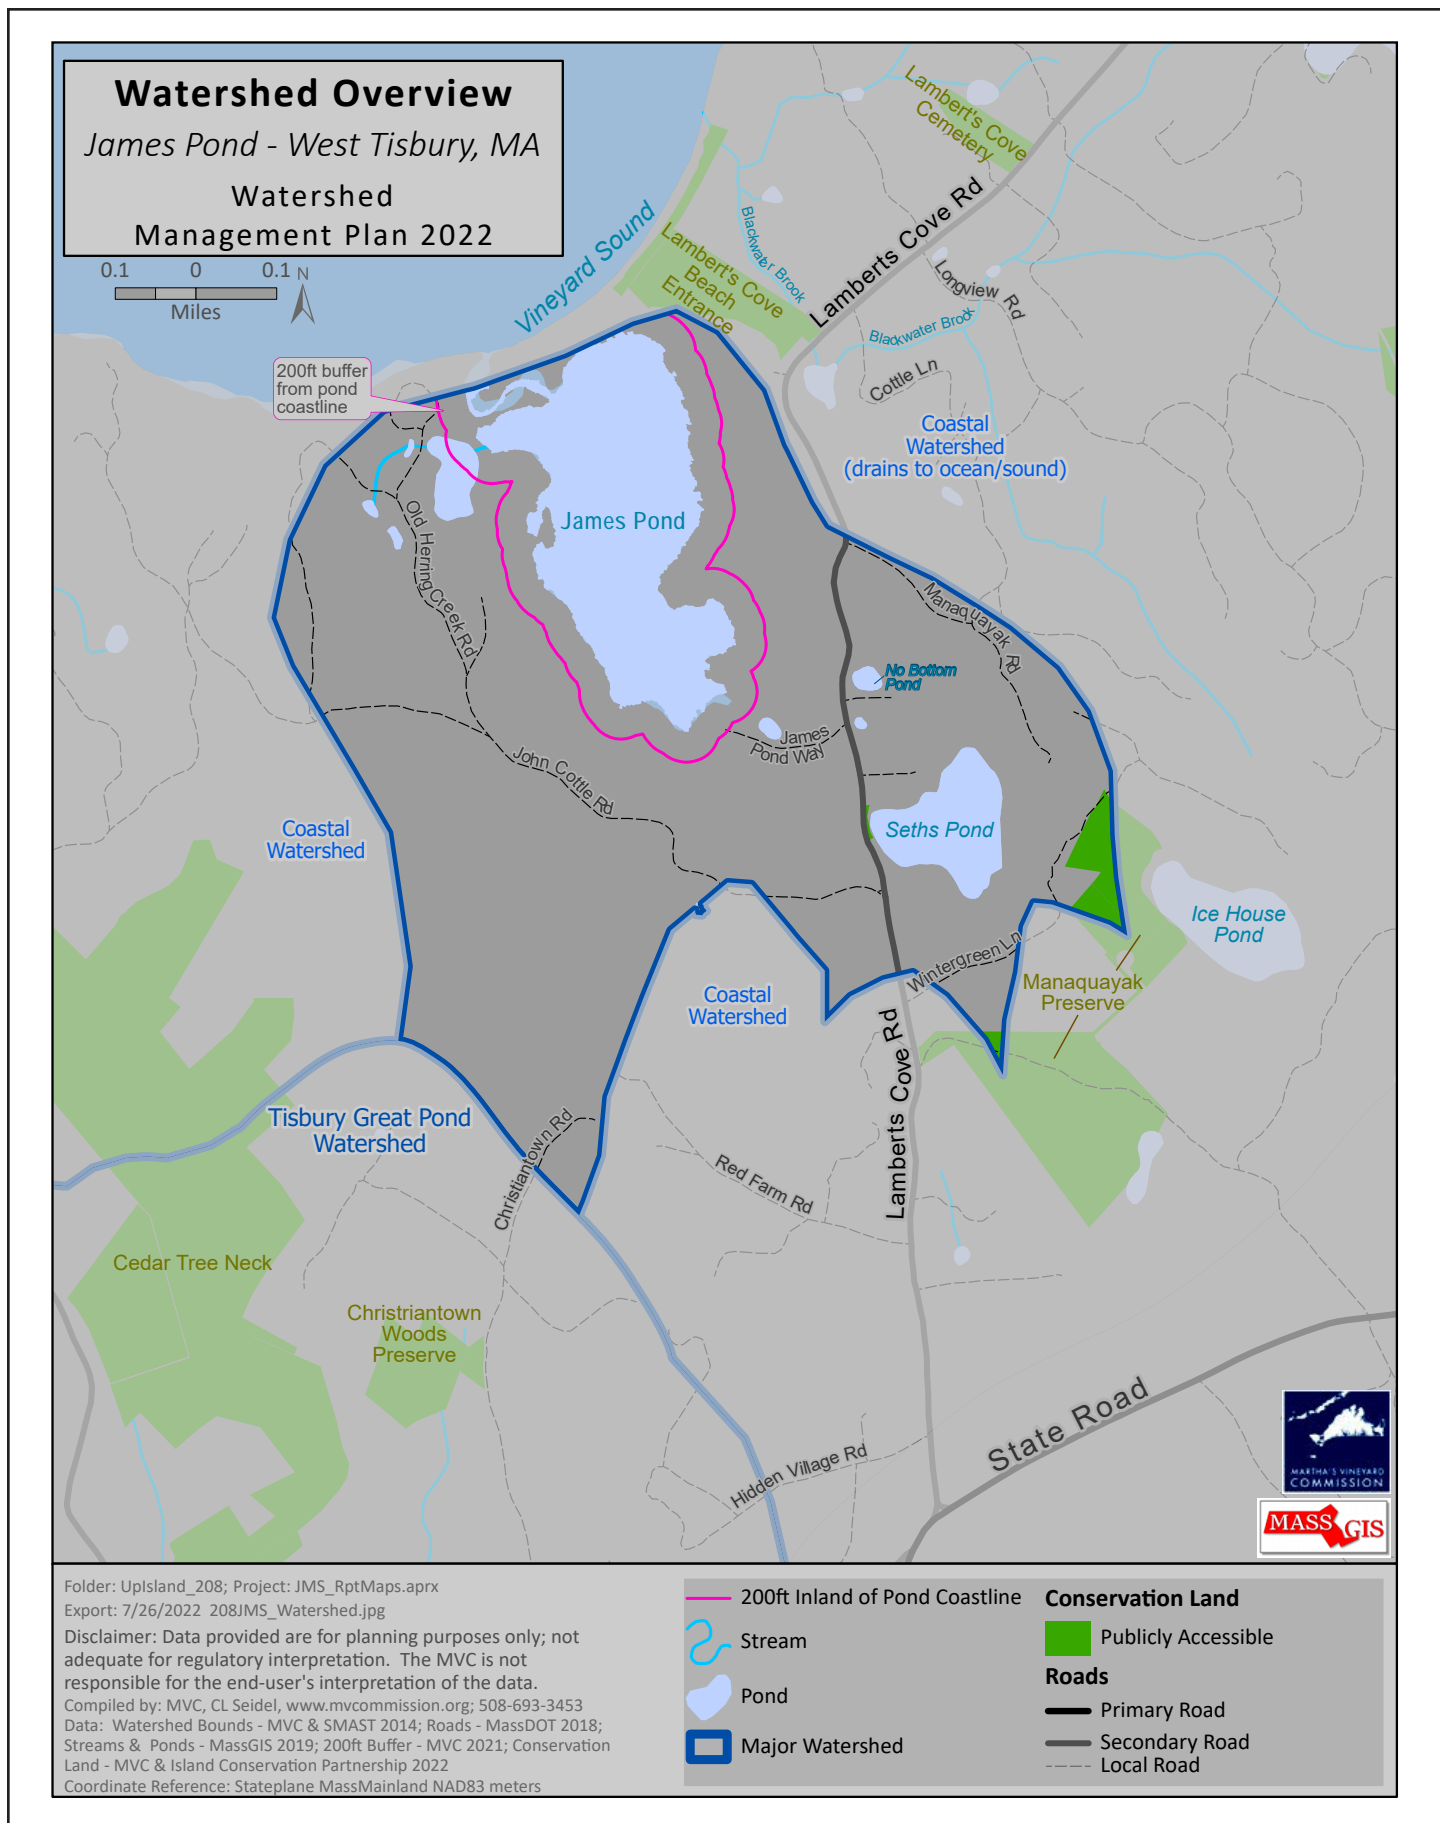 Watershed Overview
James Pond - West Tisbury, MA
Watershed
Management Plan 2022
0.1 0 0.1 N
Miles
Vineyard Sound
Lambert's Cove
Cemetery
Lambert's Cove
Beach
Entrance
Blackwater Brook
Lamberts Cove Rd
Longview Rd
Blackwater Brook
Cottle Ln
200ft buffer
from pond
coastline
Coastal
Watershed
(drains to ocean/sound)
James Pond
Old Herring Creek Rd
Manaquayak Rd
No Bottom
Pond
James
Pond Way
John Cottle Rd
Seths Pond
Coastal
Watershed
Ice House
Pond
Wintergreen Ln
Manaquayak
Preserve
Coastal
Watershed
Lamberts Cove Rd
Tisbury Great Pond
Watershed
Christiantown Rd
Red Farm Rd
Cedar Tree Neck
Christriantown
Woods
Preserve
State Road
Hidden Village Rd
MARTHA'S VINEYARD
COMMISSION
MASS GIS
Folder: UpIsland_208; Project: JMS_RptMaps.aprx
Export: 7/26/2022 208JMS_Watershed.jpg
Disclaimer: Data provided are for planning purposes only; not
adequate for regulatory interpretation. The MVC is not
responsible for the end-user's interpretation of the data.
Compiled by: MVC, CL Seidel, www.mvcommission.org; 508-693-3453
Data: Watershed Bounds - MVC & SMAST 2014; Roads - MassDOT 2018;
Streams & Ponds - MassGIS 2019; 200ft Buffer - MVC 2021; Conservation
Land - MVC & Island Conservation Partnership 2022
Coordinate Reference: Stateplane MassMainland NAD83 meters
200ft Inland of Pond Coastline
Stream
Pond
Major Watershed
Conservation Land
Publicly Accessible
Roads
Primary Road
Secondary Road
Local Road